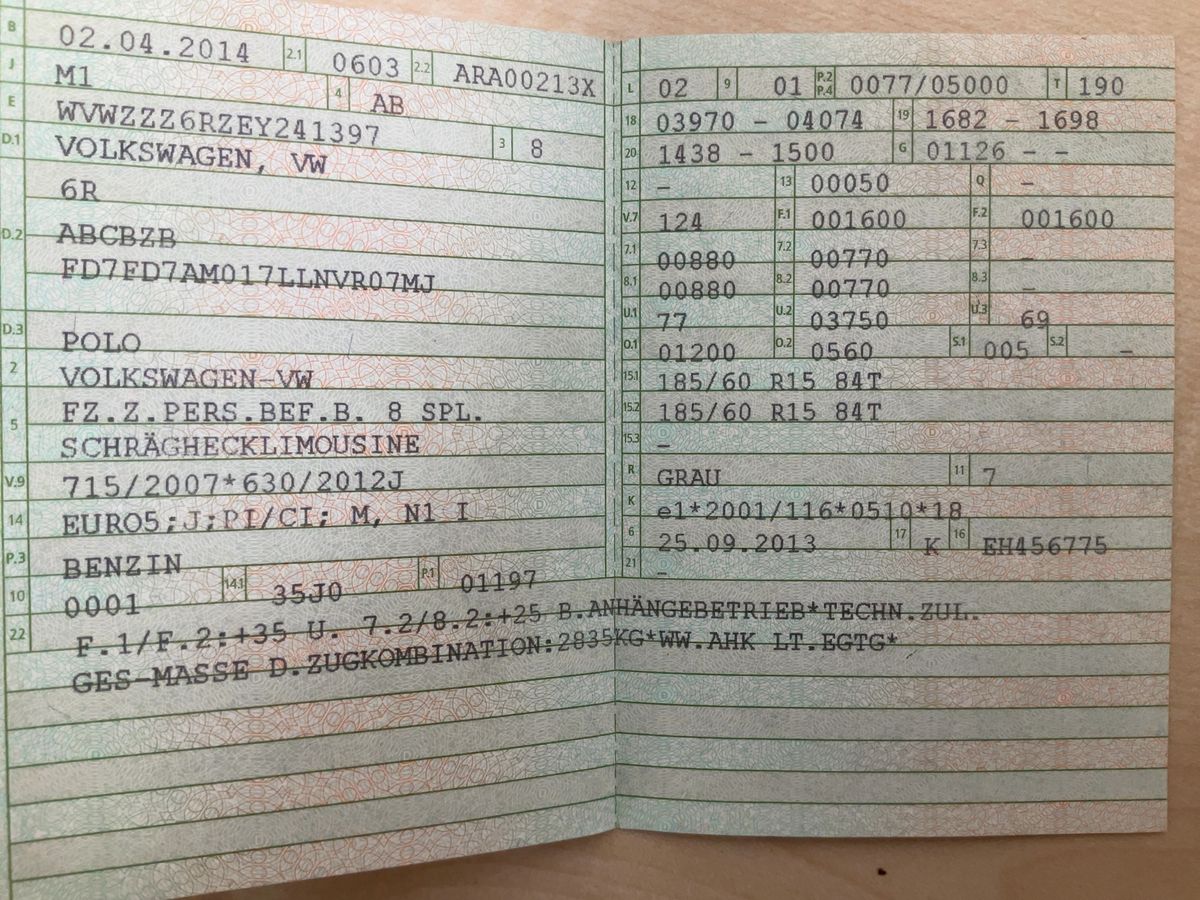 B 02.04.2014 2.1 0603 2.2 ARA00213X
J M1 4 AB
E WVWZZZ6RZEY241397 3 8
D.1 VOLKSWAGEN, VW
6R
D.2 ABCBZB
FD7FD7AM017LLNVR07MJ
D.3 POLO
2 VOLKSWAGEN-VW
5 FZ.Z.PERS.BEF.B. 8 SPL.
SCHRÄGHECKLIMOUSINE
V.9 715/2007*630/2012J
14 EURO5;J;PI/CI; M, N1 I
P.3 BENZIN
10 0001 14.1 35J0 P.1 01197
L 02 9 01 P.2 P.4 0077/05000 T 190
18 03970 - 04074 19 1682 - 1698
20 1438 - 1500 G 01126 - -
12 - 13 00050 Q -
V.7 124 F.1 001600 F.2 001600
7.1 00880 7.2 00770 7.3 -
8.1 00880 8.2 00770 8.3 -
U.1 77 U.2 03750 U.3 69
O.1 01200 O.2 0560 S.1 005 S.2 -
15.1 185/60 R15 84T
15.2 185/60 R15 84T
15.3 -
R GRAU 11 7
K e1*2001/116*0510*18
6 25.09.2013 17 K 16 EH456775
21 -
22 F.1/F.2:+35 U. 7.2/8.2:+25 B.ANHÄNGEBETRIEB*TECHN.ZUL.
GES-MASSE D.ZUGKOMBINATION:2835KG*WW.AHK LT.EGTG*